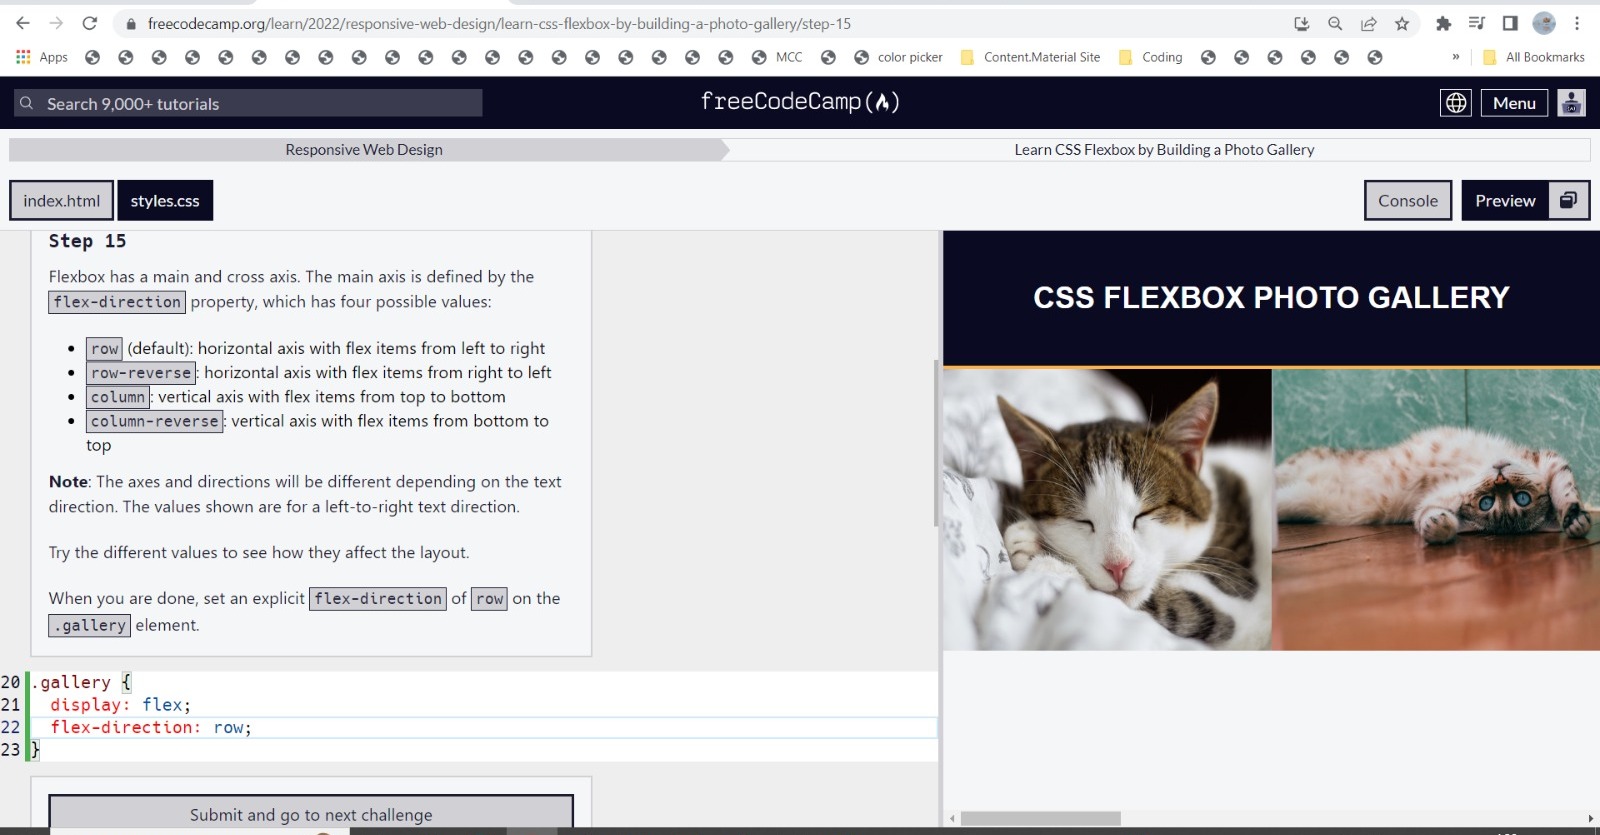 freecodecamp.org/learn/2022/responsive-web-design/learn-css-flexbox-by-building-a-photo-gallery/step-15
Apps MCC color picker Content.Material Site Coding » All Bookmarks
Search 9,000+ tutorials freeCodeCamp(🔥) Menu
Responsive Web Design Learn CSS Flexbox by Building a Photo Gallery
index.html styles.css Console Preview
Step 15
Flexbox has a main and cross axis. The main axis is defined by the
flex-direction property, which has four possible values:
• row (default): horizontal axis with flex items from left to right
• row-reverse: horizontal axis with flex items from right to left
• column: vertical axis with flex items from top to bottom
• column-reverse: vertical axis with flex items from bottom to
top
Note: The axes and directions will be different depending on the text
direction. The values shown are for a left-to-right text direction.
Try the different values to see how they affect the layout.
When you are done, set an explicit flex-direction of row on the
.gallery element.
20 .gallery {
21 display: flex;
22 flex-direction: row;
23 }
Submit and go to next challenge
CSS FLEXBOX PHOTO GALLERY